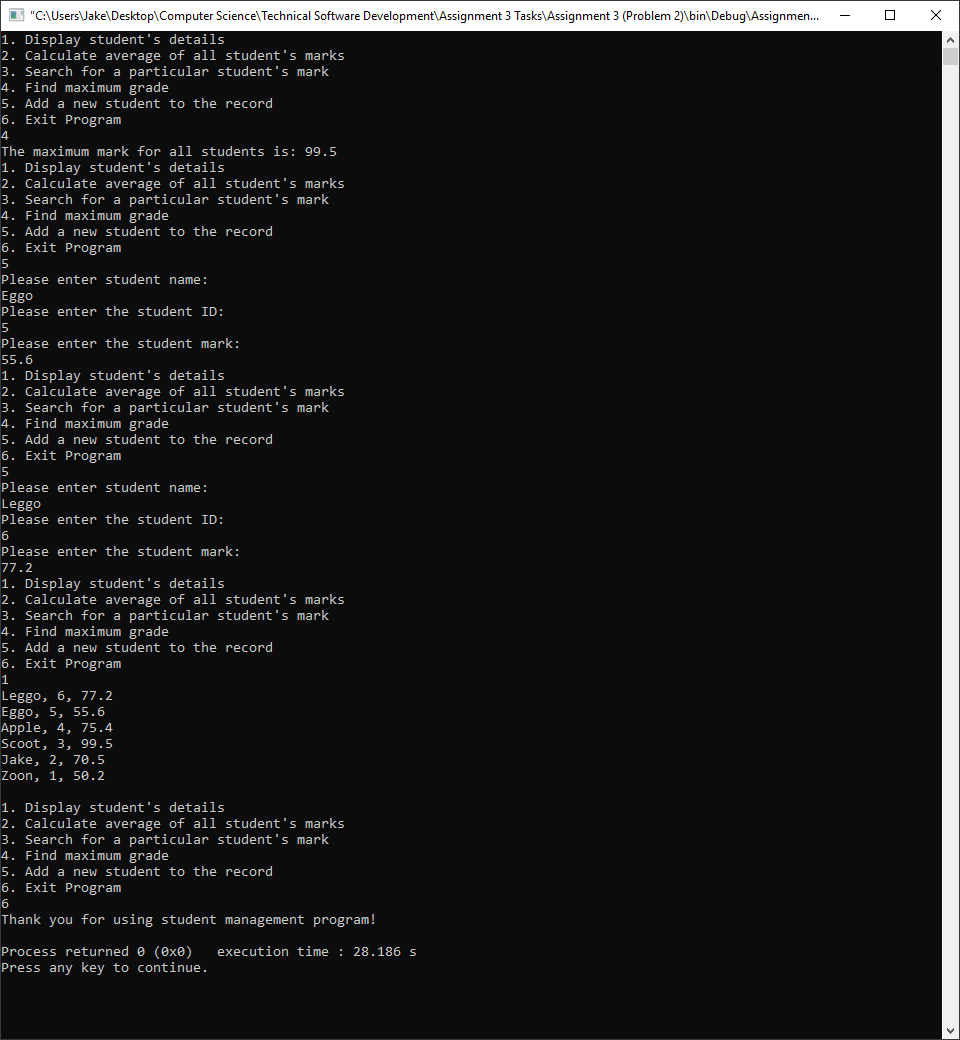 "C:\Users\Jake\Desktop\Computer Science\Technical Software Development\Assignment 3 Tasks\Assignment 3 (Problem 2)\bin\Debug\Assignmen...
1. Display student's details
2. Calculate average of all student's marks
3. Search for a particular student's mark
4. Find maximum grade
5. Add a new student to the record
6. Exit Program
4
The maximum mark for all students is: 99.5
1. Display student's details
2. Calculate average of all student's marks
3. Search for a particular student's mark
4. Find maximum grade
5. Add a new student to the record
6. Exit Program
5
Please enter student name:
Eggo
Please enter the student ID:
5
Please enter the student mark:
55.6
1. Display student's details
2. Calculate average of all student's marks
3. Search for a particular student's mark
4. Find maximum grade
5. Add a new student to the record
6. Exit Program
5
Please enter student name:
Leggo
Please enter the student ID:
6
Please enter the student mark:
77.2
1. Display student's details
2. Calculate average of all student's marks
3. Search for a particular student's mark
4. Find maximum grade
5. Add a new student to the record
6. Exit Program
1
Leggo, 6, 77.2
Eggo, 5, 55.6
Apple, 4, 75.4
Scoot, 3, 99.5
Jake, 2, 70.5
Zoon, 1, 50.2
1. Display student's details
2. Calculate average of all student's marks
3. Search for a particular student's mark
4. Find maximum grade
5. Add a new student to the record
6. Exit Program
6
Thank you for using student management program!
Process returned 0 (0x0)   execution time : 28.186 s
Press any key to continue.